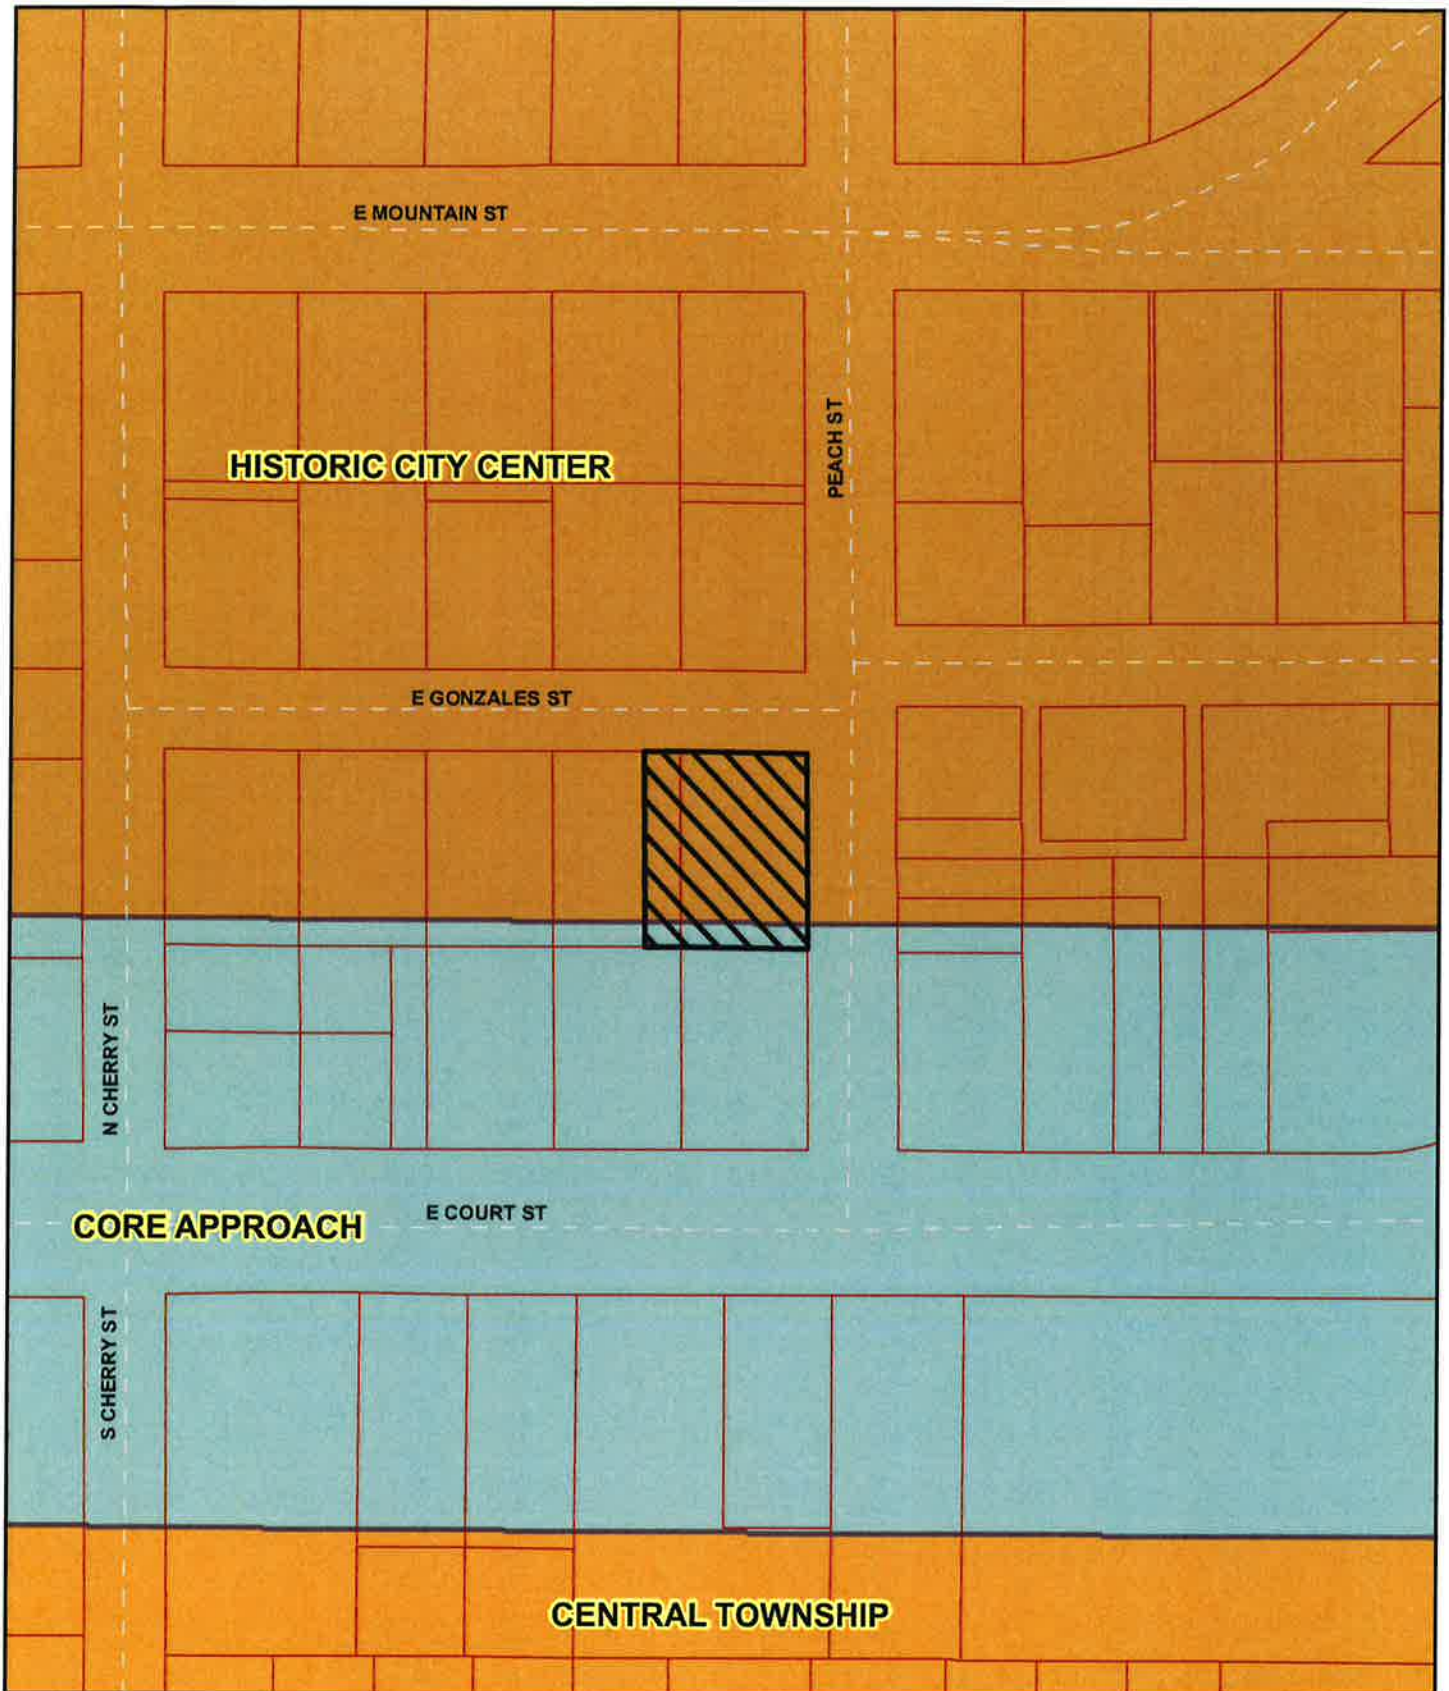 E MOUNTAIN ST
PEACH ST
HISTORIC CITY CENTER
E GONZALES ST
N CHERRY ST
E COURT ST
CORE APPROACH
S CHERRY ST
CENTRAL TOWNSHIP